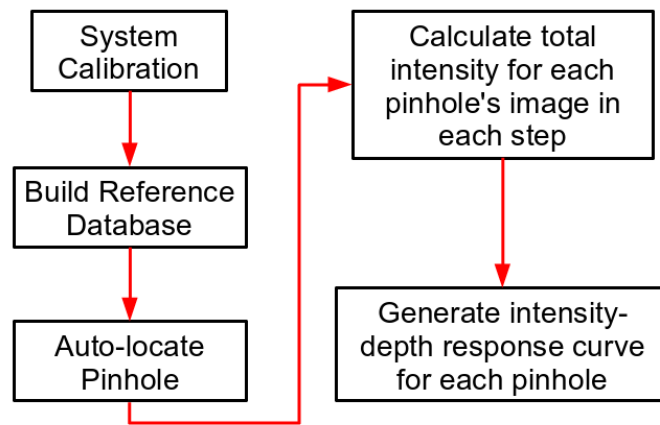 System
Calibration
Build Reference
Database
Auto-locate
Pinhole
Calculate total
intensity for each
pinhole's image in
each step
Generate intensity-
depth response curve
for each pinhole